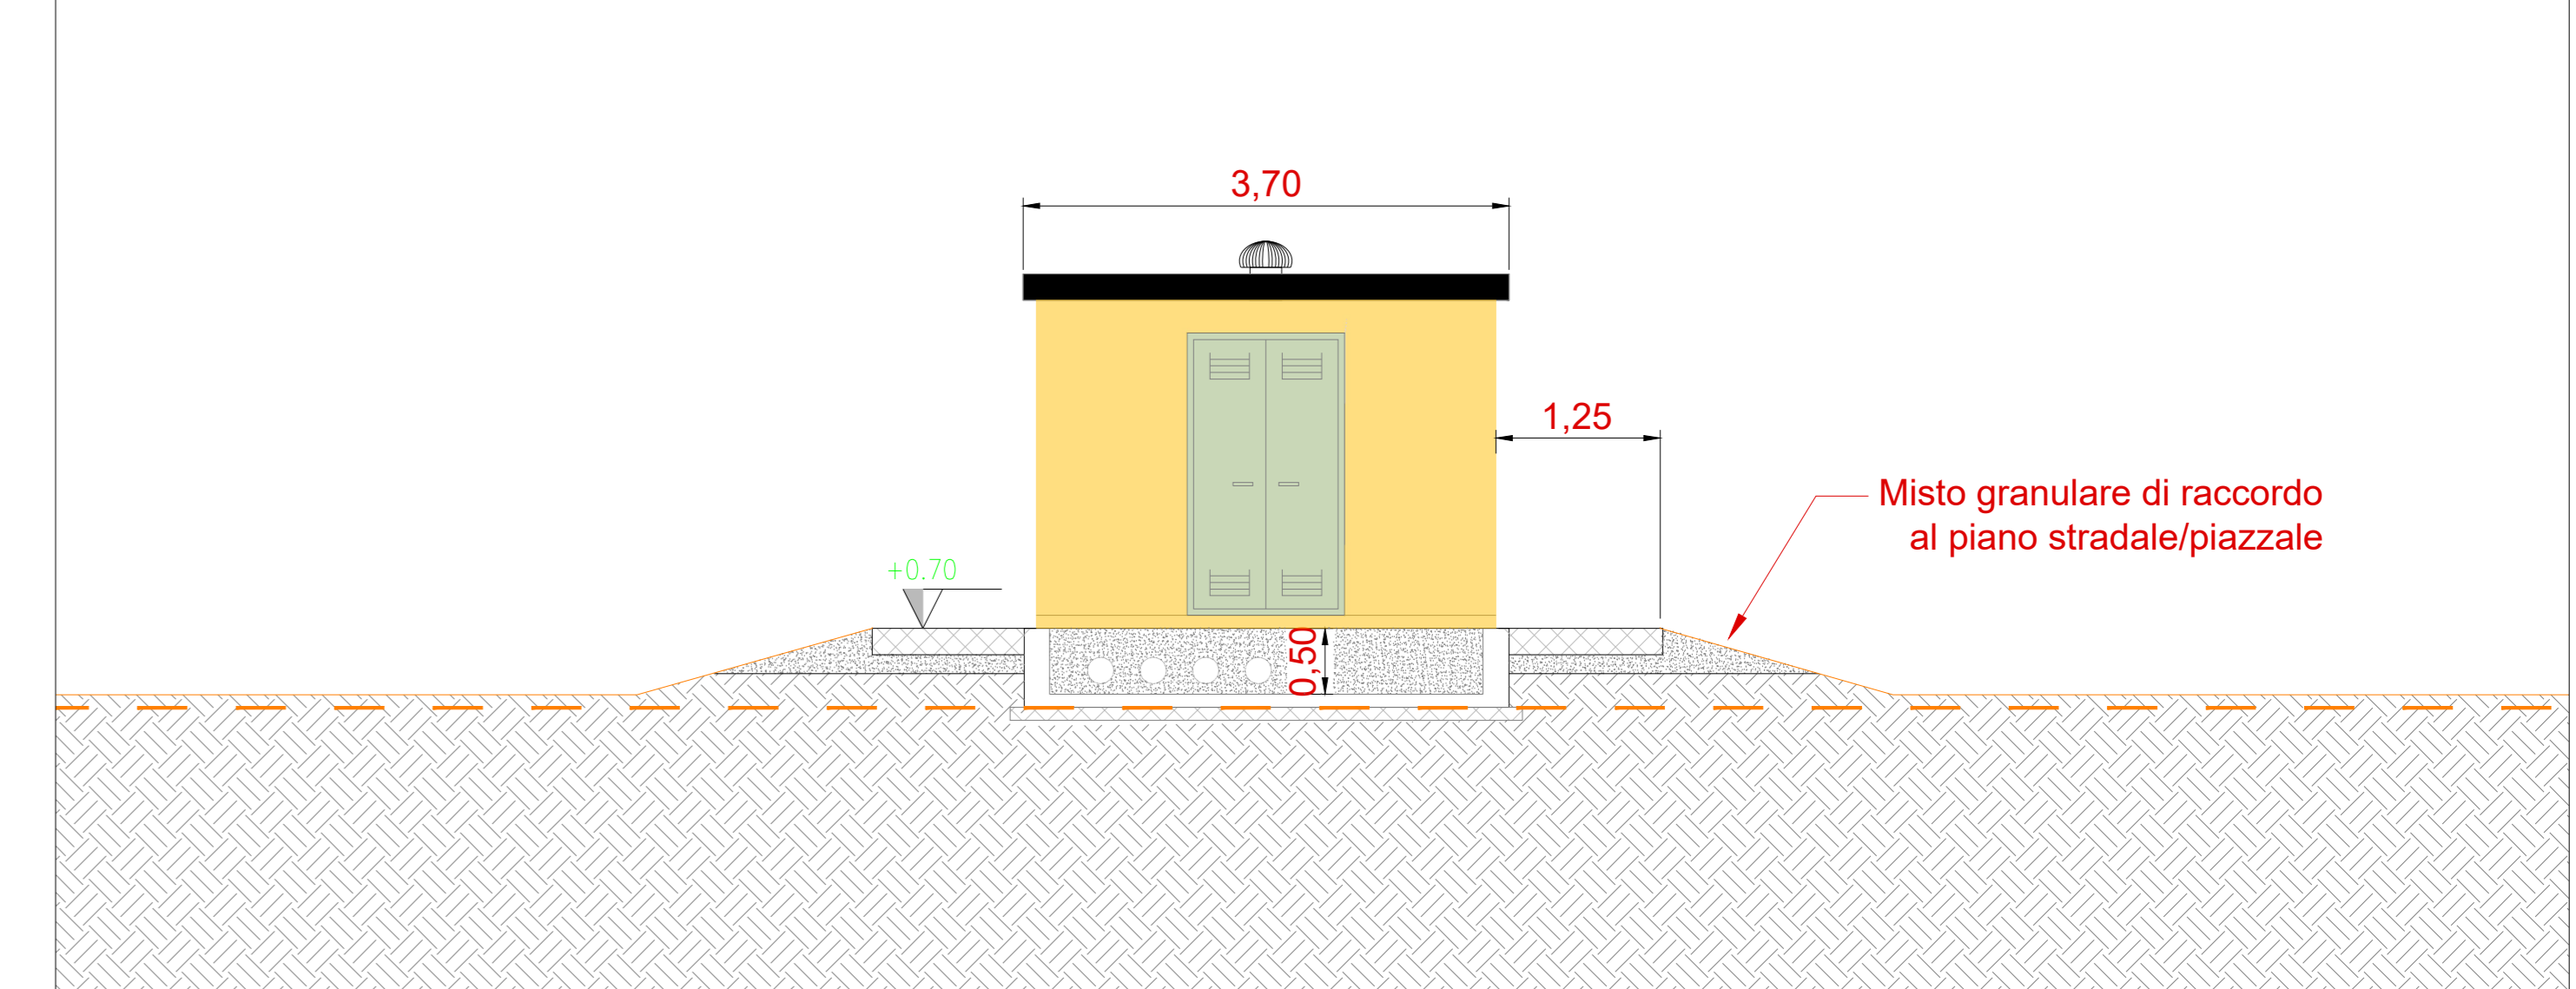 3,70
1,25
Misto granulare di raccordo
al piano stradale/piazzale
+0.70
0,50